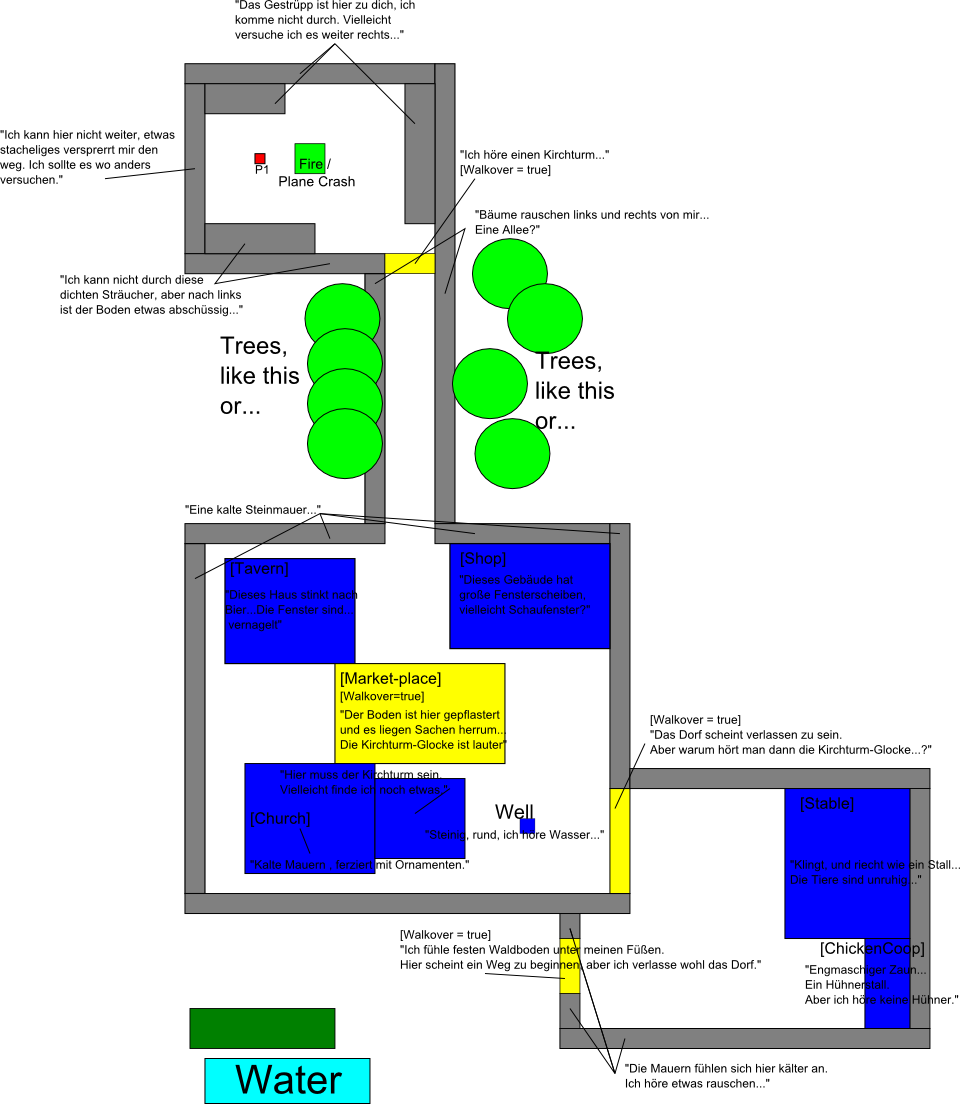 "Das Gestrüpp ist hier zu dich, ich
komme nicht durch. Vielleicht
versuche ich es weiter rechts..."
"Ich kann hier nicht weiter, etwas
stacheliges versprerrt mir den
weg. Ich sollte es wo anders
versuchen."
P1
Fire /
Plane Crash
"Ich höre einen Kirchturm..."
[Walkover = true]
"Bäume rauschen links und rechts von mir...
Eine Allee?"
"Ich kann nicht durch diese
dichten Sträucher, aber nach links
ist der Boden etwas abschüssig..."
Trees,
like this
or...
Trees,
like this
or...
"Eine kalte Steinmauer..."
[Tavern]
"Dieses Haus stinkt nach
Bier...Die Fenster sind...
vernagelt"
[Shop]
"Dieses Gebäude hat
große Fensterscheiben,
vielleicht Schaufenster?"
[Market-place]
[Walkover=true]
"Der Boden ist hier gepflastert
und es liegen Sachen herrum...
Die Kirchturm-Glocke ist lauter"
[Walkover = true]
"Das Dorf scheint verlassen zu sein.
Aber warum hört man dann die Kirchturm-Glocke...?"
"Hier muss der Kirchturm sein.
Vielleicht finde ich noch etwas."
[Church]
"Kalte Mauern , ferziert mit Ornamenten."
Well
"Steinig, rund, ich höre Wasser..."
[Stable]
"Klingt, und riecht wie ein Stall...
Die Tiere sind unruhig..."
[Walkover = true]
"Ich fühle festen Waldboden unter meinen Füßen.
Hier scheint ein Weg zu beginnen, aber ich verlasse wohl das Dorf."
[ChickenCoop]
"Engmaschiger Zaun...
Ein Hühnerstall.
Aber ich höre keine Hühner."
Water
"Die Mauern fühlen sich hier kälter an.
Ich höre etwas rauschen..."